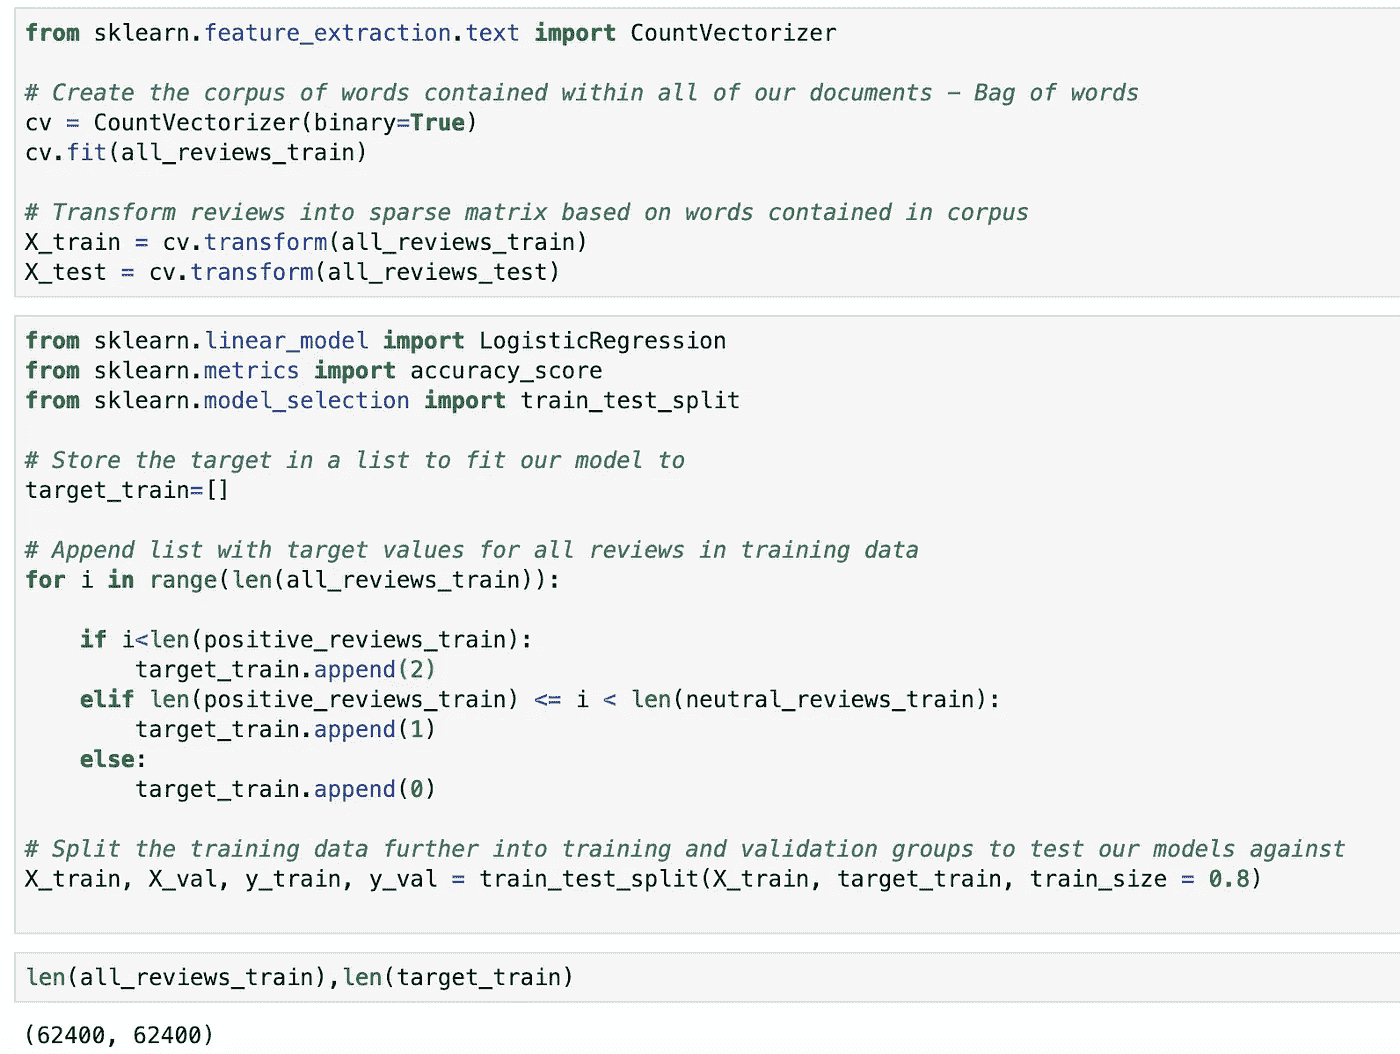 from sklearn.feature_extraction.text import CountVectorizer
# Create the corpus of words contained within all of our documents – Bag of words
cv = CountVectorizer(binary=True)
cv.fit(all_reviews_train)
# Transform reviews into sparse matrix based on words contained in corpus
X_train = cv.transform(all_reviews_train)
X_test = cv.transform(all_reviews_test)
from sklearn.linear_model import LogisticRegression
from sklearn.metrics import accuracy_score
from sklearn.model_selection import train_test_split
# Store the target in a list to fit our model to
target_train=[]
# Append list with target values for all reviews in training data
for i in range(len(all_reviews_train)):
    if i<len(positive_reviews_train):
        target_train.append(2)
    elif len(positive_reviews_train) <= i < len(neutral_reviews_train):
        target_train.append(1)
    else:
        target_train.append(0)
# Split the training data further into training and validation groups to test our models against
X_train, X_val, y_train, y_val = train_test_split(X_train, target_train, train_size = 0.8)
len(all_reviews_train),len(target_train)
(62400, 62400)